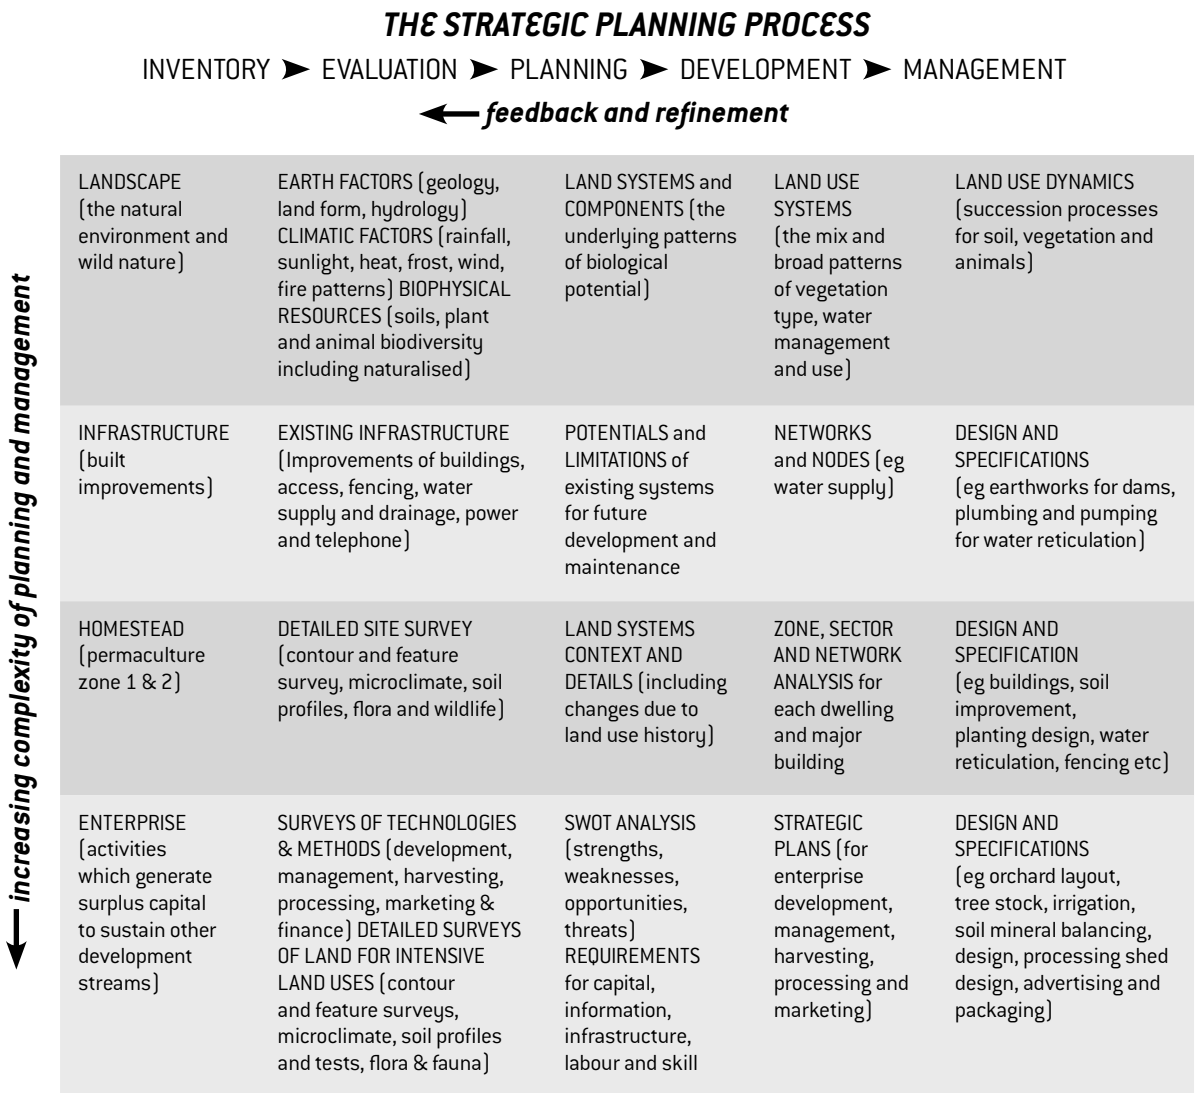 THE STRATEGIC PLANNING PROCESS
INVENTORY ➤ EVALUATION ➤ PLANNING ➤ DEVELOPMENT ➤ MANAGEMENT
feedback and refinement
increasing complexity of planning and management
LANDSCAPE
(the natural
environment and
wild nature)
EARTH FACTORS (geology,
land form, hydrology)
CLIMATIC FACTORS (rainfall,
sunlight, heat, frost, wind,
fire patterns) BIOPHYSICAL
RESOURCES (soils, plant
and animal biodiversity
including naturalised)
LAND SYSTEMS and
COMPONENTS (the
underlying patterns
of biological
potential)
LAND USE
SYSTEMS
(the mix and
broad patterns
of vegetation
type, water
management
and use)
LAND USE DYNAMICS
(succession processes
for soil, vegetation and
animals)
INFRASTRUCTURE
(built
improvements)
EXISTING INFRASTRUCTURE
(Improvements of buildings,
access, fencing, water
supply and drainage, power
and telephone)
POTENTIALS and
LIMITATIONS of
existing systems
for future
development and
maintenance
NETWORKS
and NODES (eg
water supply)
DESIGN AND
SPECIFICATIONS
(eg earthworks for dams,
plumbing and pumping
for water reticulation)
HOMESTEAD
(permaculture
zone 1 & 2)
DETAILED SITE SURVEY
(contour and feature
survey, microclimate, soil
profiles, flora and wildlife)
LAND SYSTEMS
CONTEXT AND
DETAILS (including
changes due to
land use history)
ZONE, SECTOR
AND NETWORK
ANALYSIS for
each dwelling
and major
building
DESIGN AND
SPECIFICATION
(eg buildings, soil
improvement,
planting design, water
reticulation, fencing etc)
ENTERPRISE
(activities
which generate
surplus capital
to sustain other
development
streams)
SURVEYS OF TECHNOLOGIES
& METHODS (development,
management, harvesting,
processing, marketing &
finance) DETAILED SURVEYS
OF LAND FOR INTENSIVE
LAND USES (contour
and feature surveys,
microclimate, soil profiles
and tests, flora & fauna)
SWOT ANALYSIS
(strengths,
weaknesses,
opportunities,
threats)
REQUIREMENTS
for capital,
information,
infrastructure,
labour and skill
STRATEGIC
PLANS (for
enterprise
development,
management,
harvesting,
processing and
marketing)
DESIGN AND
SPECIFICATIONS
(eg orchard layout,
tree stock, irrigation,
soil mineral balancing,
design, processing shed
design, advertising and
packaging)